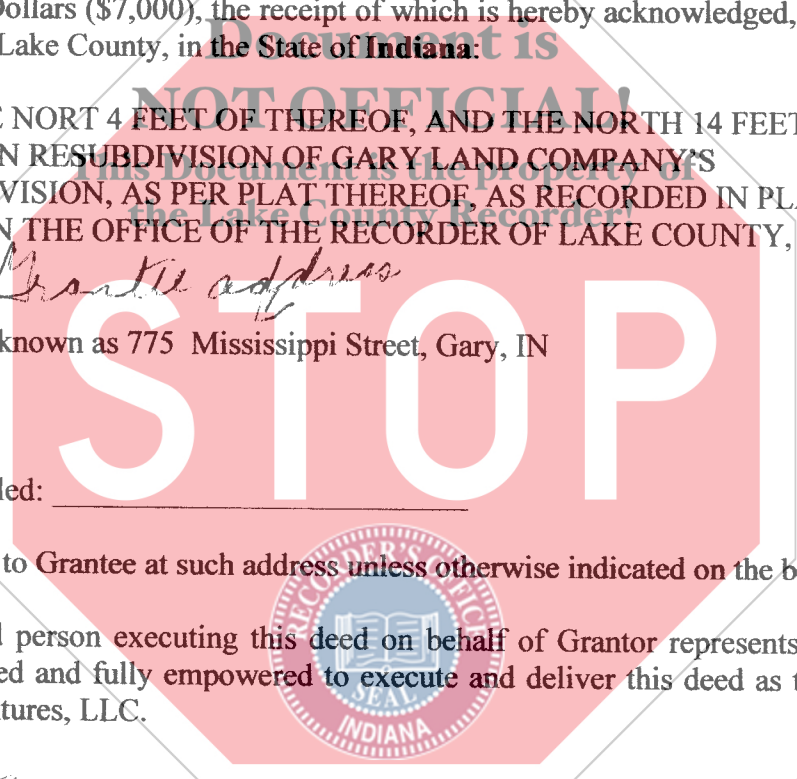 Dollars ($7,000), the receipt of which is hereby acknowledged,
Lake County, in the State of Indiana:
Document is
NOT OFFICIAL!
This Document is the property of
the Lake County Recorder!
NORT 4 FEET OF THEREOF, AND THE NORTH 14 FEET
N RESUBDIVISION OF GARY LAND COMPANY'S
VISION, AS PER PLAT THEREOF, AS RECORDED IN PLA
N THE OFFICE OF THE RECORDER OF LAKE COUNTY,
Grantee address
known as 775 Mississippi Street, Gary, IN
STOP
led:
to Grantee at such address unless otherwise indicated on the b
d person executing this deed on behalf of Grantor represents
ed and fully empowered to execute and deliver this deed as t
tures, LLC.
RECORDER'S OFFICE
SEAL
INDIANA